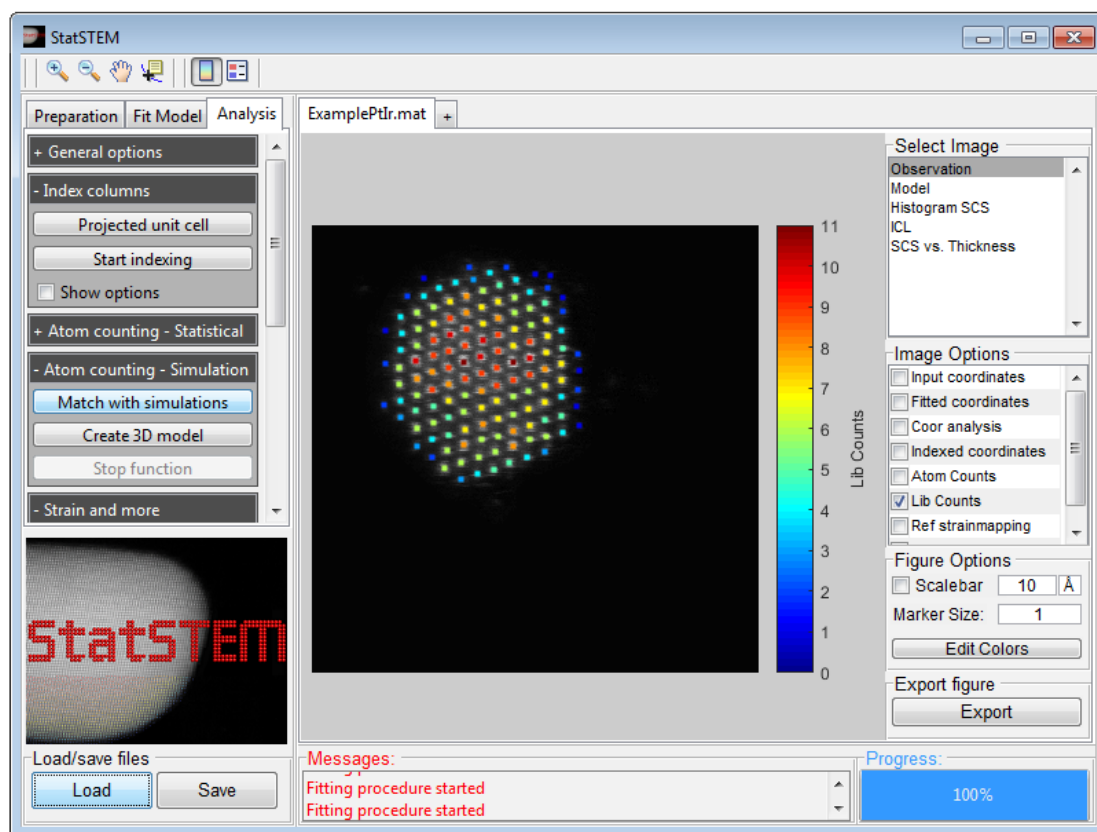 StatSTEM
Preparation Fit Model Analysis
ExamplePtIr.mat +
+ General options
- Index columns
Projected unit cell
Start indexing
Show options
+ Atom counting - Statistical
- Atom counting - Simulation
Match with simulations
Create 3D model
Stop function
- Strain and more
StatSTEM
Load/save files
Load Save
11
10
9
8
7
6
5
4
3
2
1
0
Lib Counts
Select Image
Observation
Model
Histogram SCS
ICL
SCS vs. Thickness
Image Options
Input coordinates
Fitted coordinates
Coor analysis
Indexed coordinates
Atom Counts
Lib Counts
Ref strainmapping
Figure Options
Scalebar 10 Å
Marker Size: 1
Edit Colors
Export figure
Export
Messages:
Fitting procedure started
Fitting procedure started
Progress:
100%